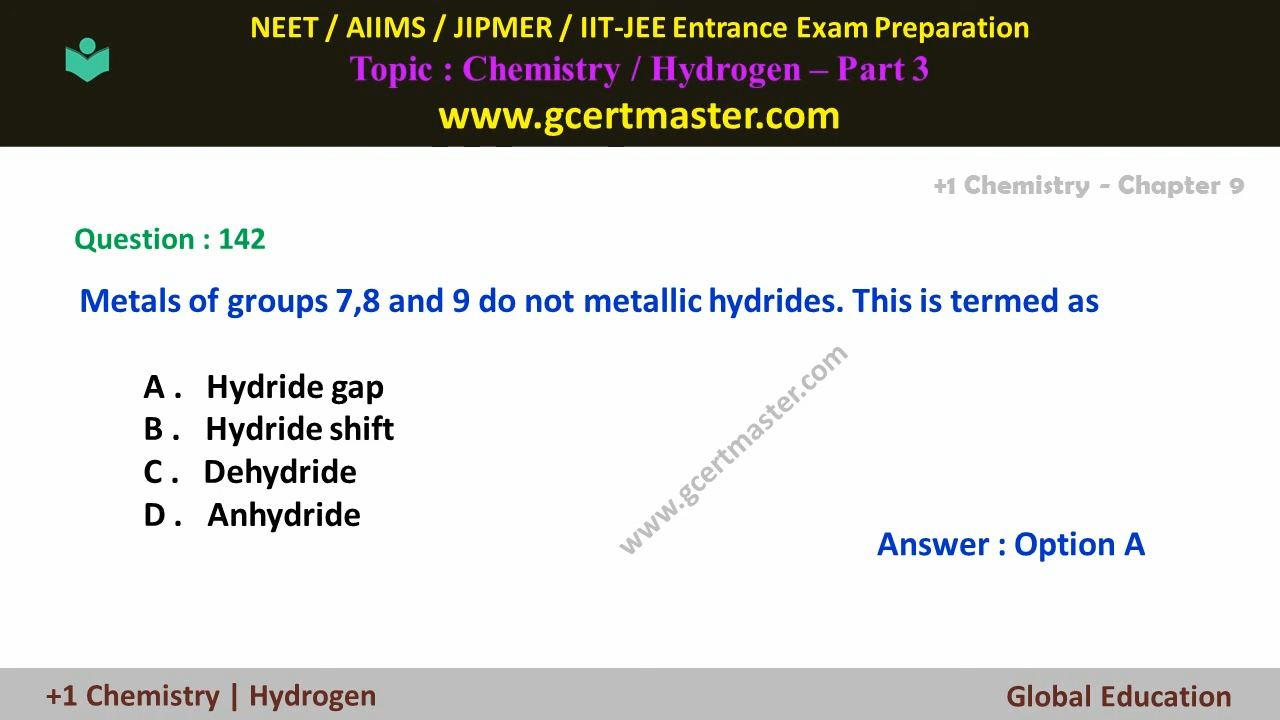 NEET / AIIMS / JIPMER / IIT-JEE Entrance Exam Preparation
Topic : Chemistry / Hydrogen – Part 3
www.gcertmaster.com
+1 Chemistry - Chapter 9
Question : 142
Metals of groups 7,8 and 9 do not metallic hydrides. This is termed as
A . Hydride gap
B . Hydride shift
C . Dehydride
D . Anhydride
www.gcertmaster.com
Answer : Option A
+1 Chemistry | Hydrogen
Global Education